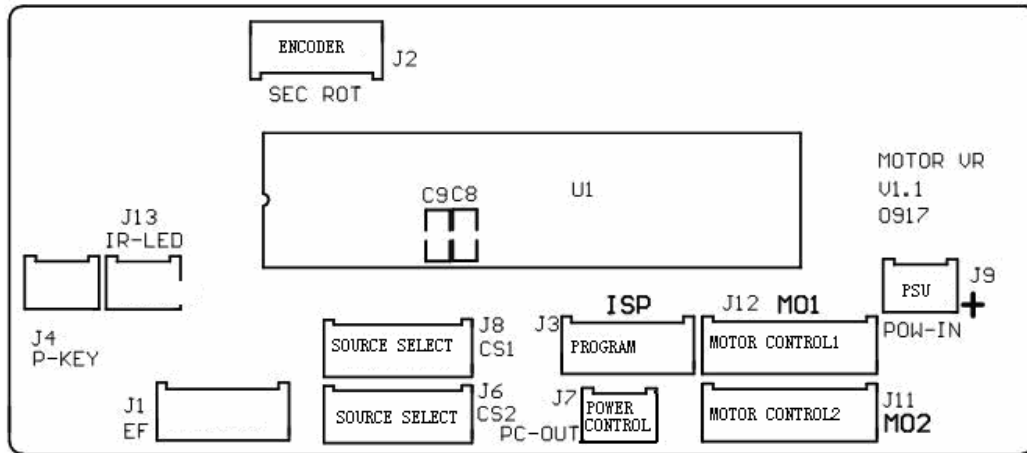 ENCODER
J2
SEC ROT
MOTOR VR
V1.1
0917
U1
C9 C8
J13
IR-LED
J4
P-KEY
J9
PSU
+
POW-IN
ISP
J12 MO1
J8
CS1
SOURCE SELECT
J3
PROGRAM
MOTOR CONTROL1
J1
EF
J6
CS2
SOURCE SELECT
J7
PC-OUT
POWER
CONTROL
MOTOR CONTROL2
J11
MO2